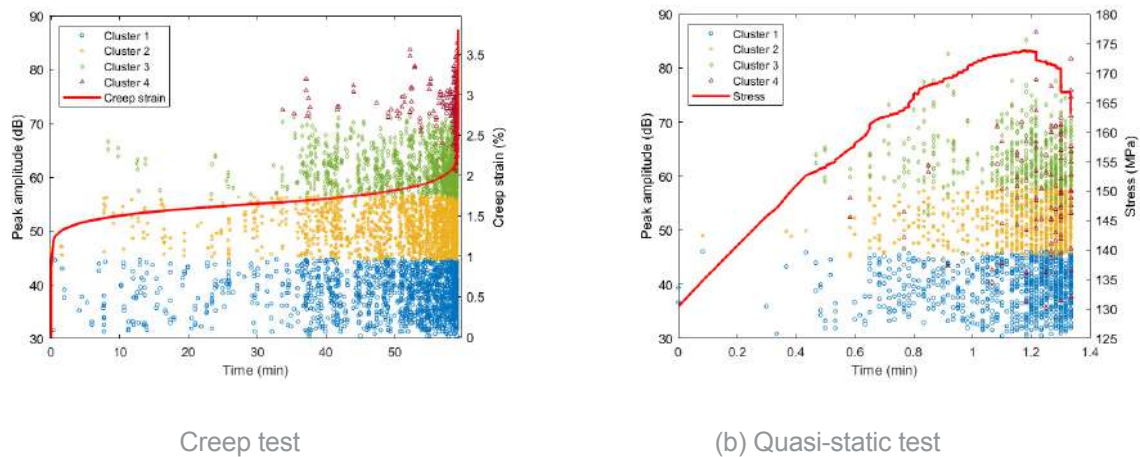 (a)
90
80
70
60
50
40
30
Peak amplitude (dB)
Cluster 1
Cluster 2
Cluster 3
Cluster 4
Creep strain
3.5
3
2.5
2
1.5
1
0.5
0
Creep strain (%)
0 10 20 30 40 50
Time (min)
Creep test
(b)
90
80
70
60
50
40
30
Peak amplitude (dB)
Cluster 1
Cluster 2
Cluster 3
Cluster 4
Stress
180
175
170
165
160
155
150
145
140
135
130
125
Stress (MPa)
0 0.2 0.4 0.6 0.8 1 1.2 1.4
Time (min)
(b) Quasi-static test